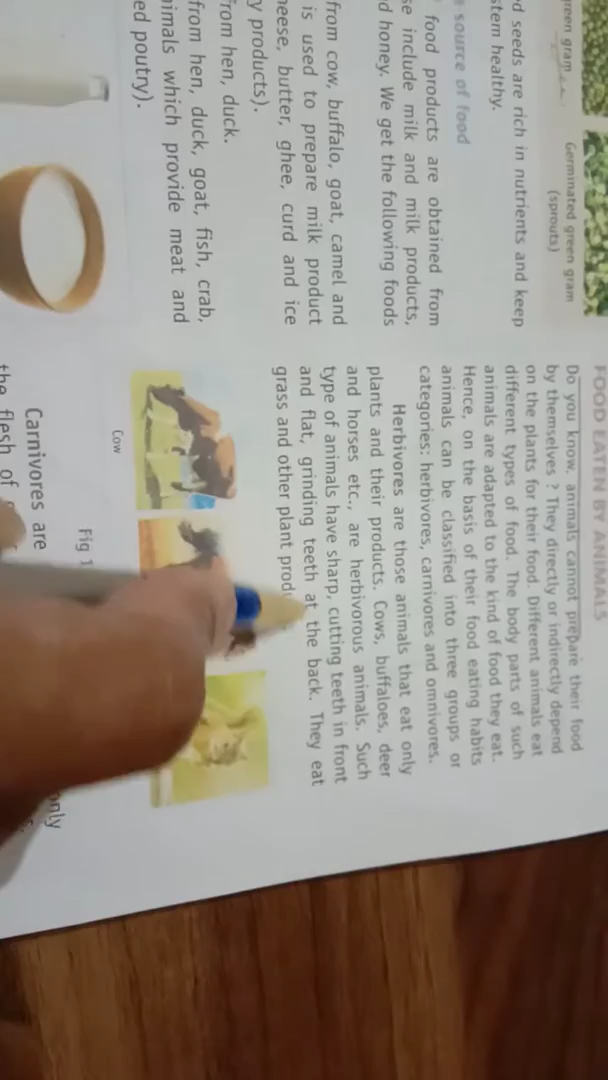 green gram
Germinated green gram
(sprouts)
d seeds are rich in nutrients and keep
stem healthy.
source of food
food products are obtained from
se include milk and milk products,
d honey. We get the following foods
from cow, buffalo, goat, camel and
is used to prepare milk product
heese, butter, ghee, curd and ice
y products).
from hen, duck.
from hen, duck, goat, fish, crab,
imals which provide meat and
ed poutry).
FOOD EATEN BY ANIMALS
Do you know, animals cannot prepare their food
by themselves ? They directly or indirectly depend
on the plants for their food. Different animals eat
different types of food. The body parts of such
animals are adapted to the kind of food they eat.
Hence, on the basis of their food eating habits
animals can be classified into three groups or
categories: herbivores, carnivores and omnivores.
Herbivores are those animals that eat only
plants and their products. Cows, buffaloes, deer
and horses etc., are herbivorous animals. Such
type of animals have sharp, cutting teeth in front
and flat, grinding teeth at the back. They eat
grass and other plant produ
Cow
Fig 1
Carnivores are only
the flesh of